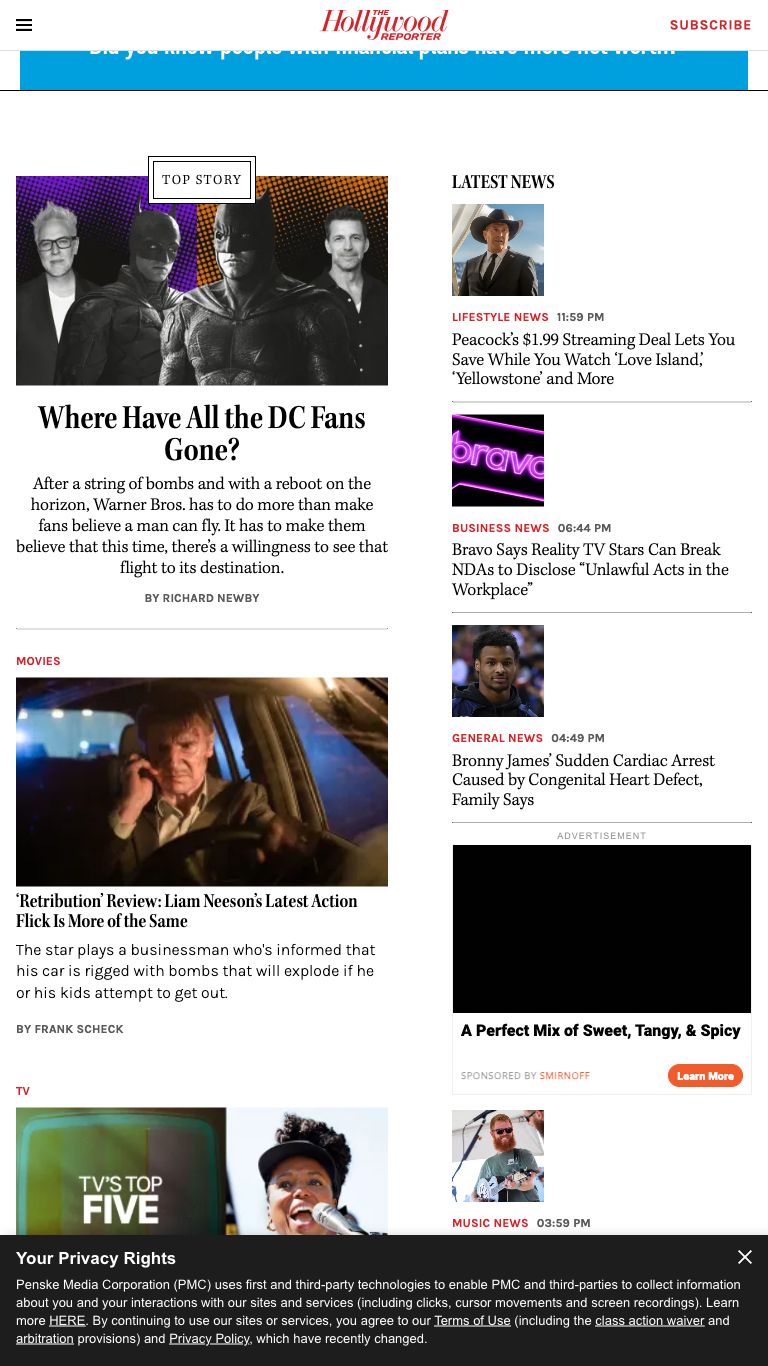 THE
Hollywood
REPORTER
SUBSCRIBE
Did you know people with financial plans have more net worth...
TOP STORY
Where Have All the DC Fans
Gone?
After a string of bombs and with a reboot on the
horizon, Warner Bros. has to do more than make
fans believe a man can fly. It has to make them
believe that this time, there's a willingness to see that
flight to its destination.
BY RICHARD NEWBY
MOVIES
‘Retribution’ Review: Liam Neeson’s Latest Action
Flick Is More of the Same
The star plays a businessman who's informed that
his car is rigged with bombs that will explode if he
or his kids attempt to get out.
BY FRANK SCHECK
TV
TV'S TOP
FIVE
LATEST NEWS
LIFESTYLE NEWS 11:59 PM
Peacock’s $1.99 Streaming Deal Lets You
Save While You Watch ‘Love Island,’
‘Yellowstone’ and More
bravo
BUSINESS NEWS 06:44 PM
Bravo Says Reality TV Stars Can Break
NDAs to Disclose “Unlawful Acts in the
Workplace”
GENERAL NEWS 04:49 PM
Bronny James’ Sudden Cardiac Arrest
Caused by Congenital Heart Defect,
Family Says
ADVERTISEMENT
A Perfect Mix of Sweet, Tangy, & Spicy
SPONSORED BY SMIRNOFF
Learn More
MUSIC NEWS 03:59 PM
Your Privacy Rights
Penske Media Corporation (PMC) uses first and third-party technologies to enable PMC and third-parties to collect information
about you and your interactions with our sites and services (including clicks, cursor movements and screen recordings). Learn
more HERE. By continuing to use our sites or services, you agree to our Terms of Use (including the class action waiver and
arbitration provisions) and Privacy Policy, which have recently changed.